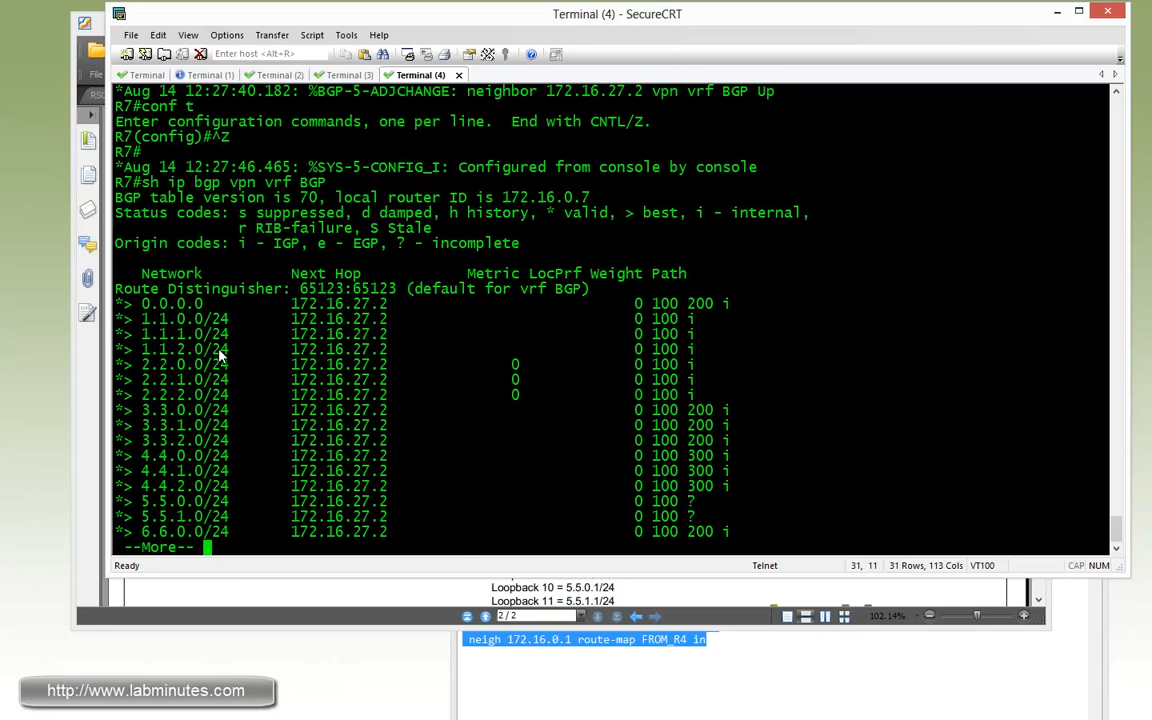 Terminal (4) - SecureCRT
File Edit View Options Transfer Script Tools Help
Enter host <Alt+R>
Terminal Terminal (1) Terminal (2) Terminal (3) Terminal (4)
*Aug 14 12:27:40.182: %BGP-5-ADJCHANGE: neighbor 172.16.27.2 vpn vrf BGP Up
R7#conf t
Enter configuration commands, one per line.  End with CNTL/Z.
R7(config)#^Z
R7#
*Aug 14 12:27:46.465: %SYS-5-CONFIG_I: Configured from console by console
R7#sh ip bgp vpn vrf BGP
BGP table version is 70, local router ID is 172.16.0.7
Status codes: s suppressed, d damped, h history, * valid, > best, i - internal,
r RIB-failure, S Stale
Origin codes: i - IGP, e - EGP, ? - incomplete
Network Next Hop Metric LocPrf Weight Path
Route Distinguisher: 65123:65123 (default for vrf BGP)
*> 0.0.0.0 172.16.27.2 0 100 200 i
*> 1.1.0.0/24 172.16.27.2 0 100 i
*> 1.1.1.0/24 172.16.27.2 0 100 i
*> 1.1.2.0/24 172.16.27.2 0 100 i
*> 2.2.0.0/24 172.16.27.2 0 0 100 i
*> 2.2.1.0/24 172.16.27.2 0 0 100 i
*> 2.2.2.0/24 172.16.27.2 0 0 100 i
*> 3.3.0.0/24 172.16.27.2 0 100 200 i
*> 3.3.1.0/24 172.16.27.2 0 100 200 i
*> 3.3.2.0/24 172.16.27.2 0 100 200 i
*> 4.4.0.0/24 172.16.27.2 0 100 300 i
*> 4.4.1.0/24 172.16.27.2 0 100 300 i
*> 4.4.2.0/24 172.16.27.2 0 100 300 i
*> 5.5.0.0/24 172.16.27.2 0 100 ?
*> 5.5.1.0/24 172.16.27.2 0 100 ?
*> 6.6.0.0/24 172.16.27.2 0 100 200 i
--More--
Ready Telnet 31, 11 31 Rows, 113 Cols VT100 CAP NUM
Loopback 10 = 5.5.0.1/24
Loopback 11 = 5.5.1.1/24
2 / 2 102.14%
neigh 172.16.0.1 route-map FROM_R4 in
http://www.labminutes.com